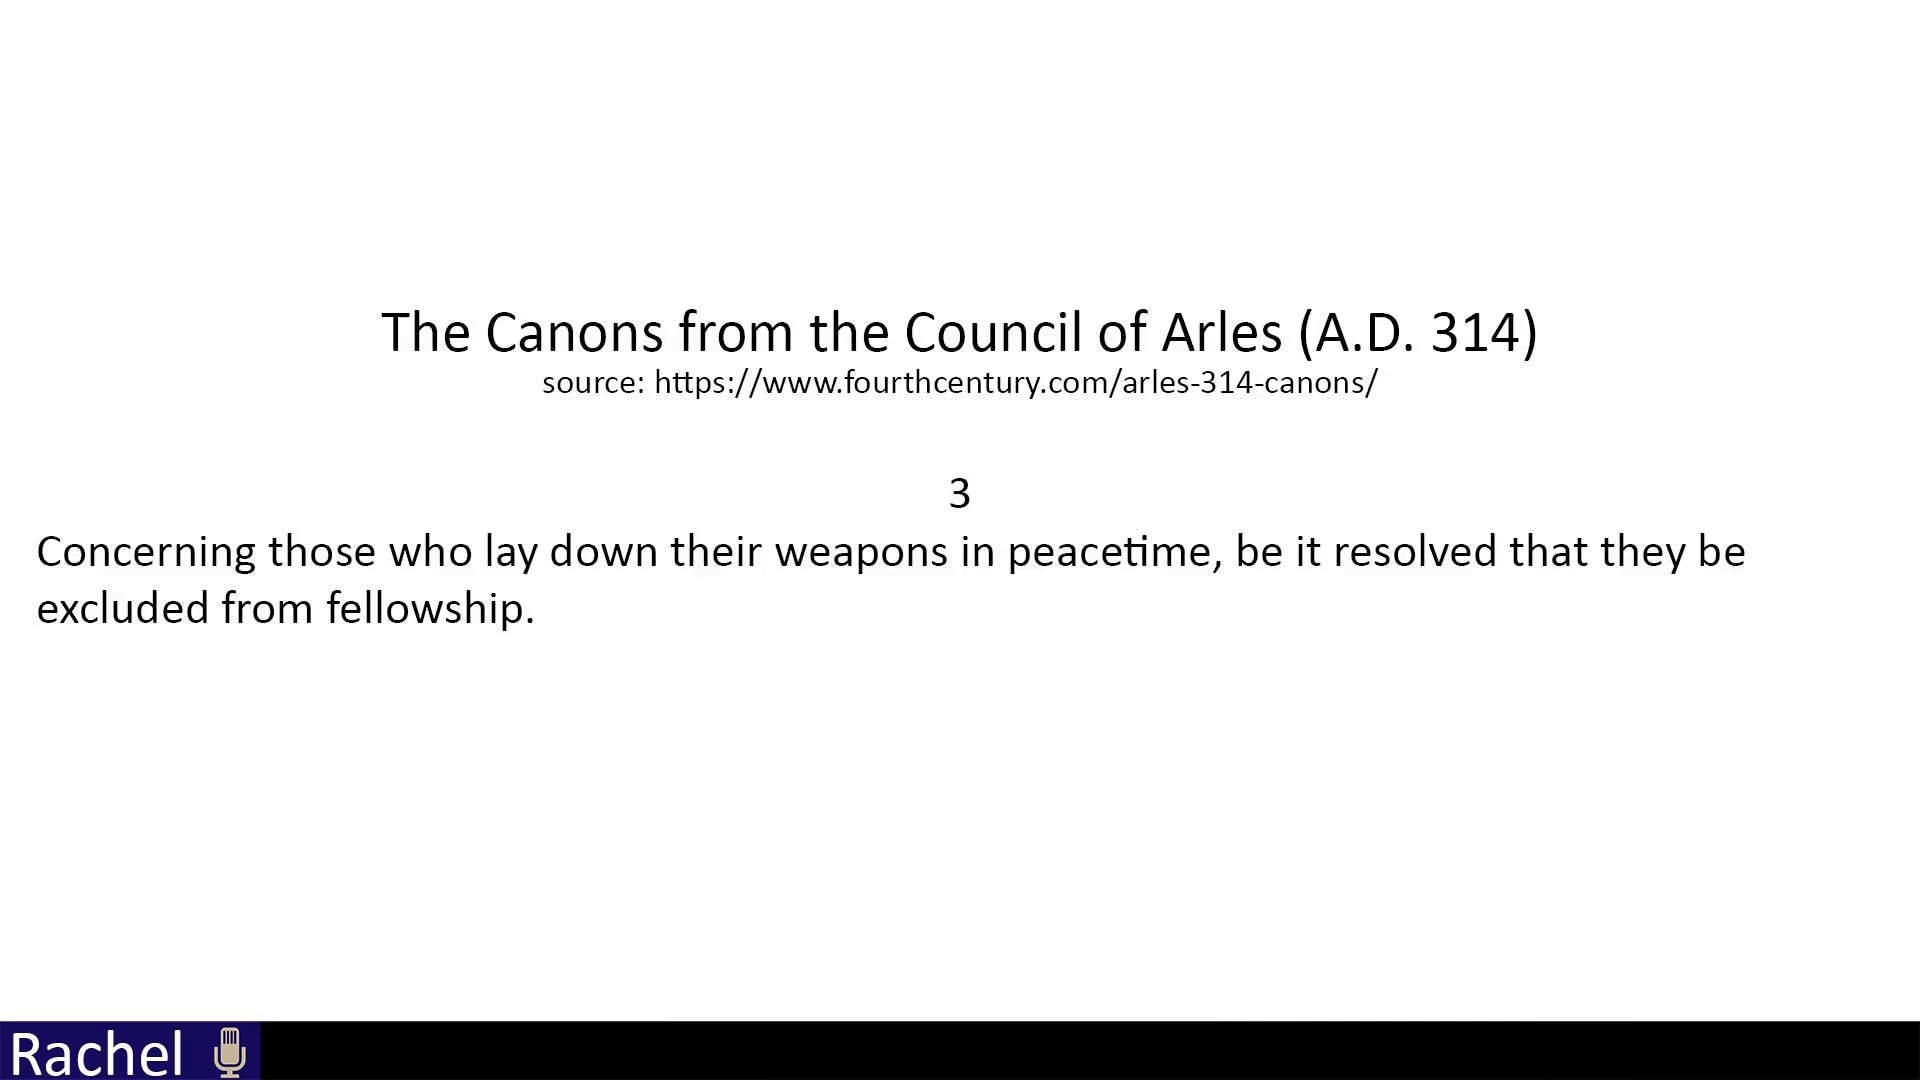 The Canons from the Council of Arles (A.D. 314)
source: https://www.fourthcentury.com/arles-314-canons/
3
Concerning those who lay down their weapons in peacetime, be it resolved that they be
excluded from fellowship.
Rachel